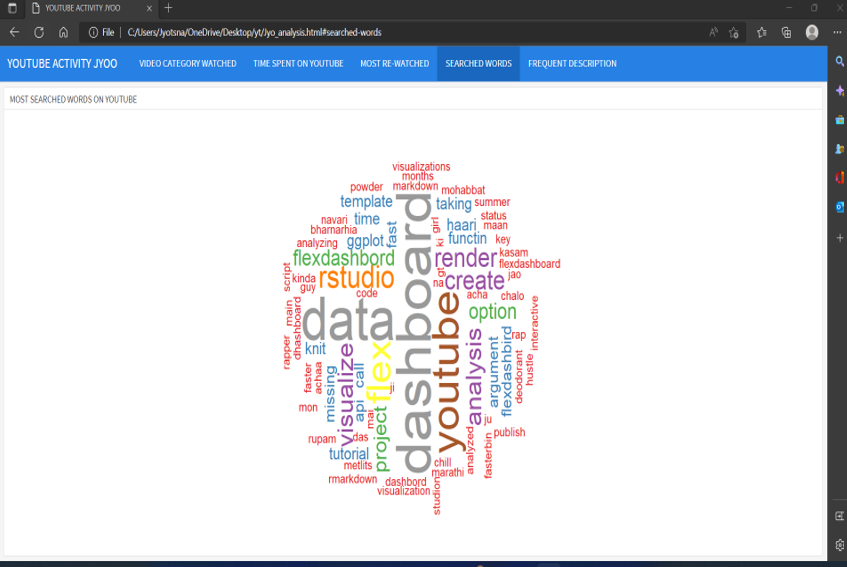 YOUTUBE ACTIVITY JYOO
File C:/Users/Jyotsna/OneDrive/Desktop/yt/Jyo_analysis.html#searched-words
YOUTUBE ACTIVITY JYOO VIDEO CATEGORY WATCHED TIME SPENT ON YOUTUBE MOST RE-WATCHED SEARCHED WORDS FREQUENT DESCRIPTION
MOST SEARCHED WORDS ON YOUTUBE
visualizations
months
powder markdown mohabbat
template taking summer
navari time fast girl status
bharnarhia haari maan
analyzing ggplot ki functin key
flexdashbord render kasam
script kinda rstudio gt flexdashboard
guy code na create jao
main data dashboard acha chalo
dhashboard youtube option interactive
rapper knit visualize flex analysis argument flexdashbird rap
faster achaa missing api call ji deodorant hustle
mon mai project ju
rupam das analyzed publish
tutorial fasterbin
metlits chill
rmarkdown dashbord marathi
visualization studion